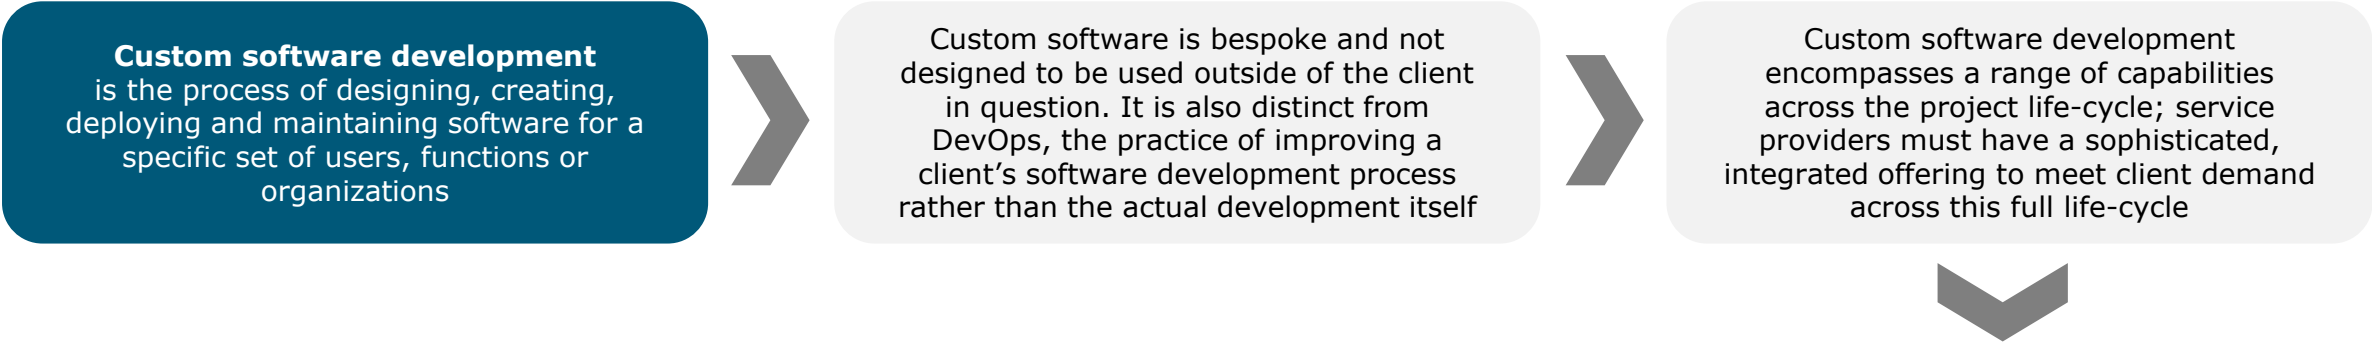 Custom software development
is the process of designing, creating,
deploying and maintaining software for a
specific set of users, functions or
organizations
Custom software is bespoke and not
designed to be used outside of the client
in question. It is also distinct from
DevOps, the practice of improving a
client’s software development process
rather than the actual development itself
Custom software development
encompasses a range of capabilities
across the project life-cycle; service
providers must have a sophisticated,
integrated offering to meet client demand
across this full life-cycle